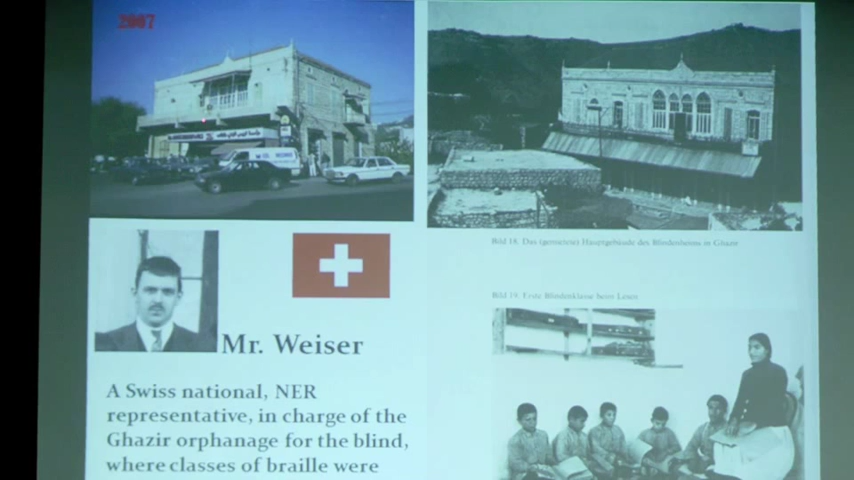 2007
Bild 18. Das (gemietete) Hauptgebäude des Blindenheims in Ghazir
Bild 19. Erste Blindenklasse beim Lesen
Mr. Weiser
A Swiss national, NER
representative, in charge of the
Ghazir orphanage for the blind,
where classes of braille were